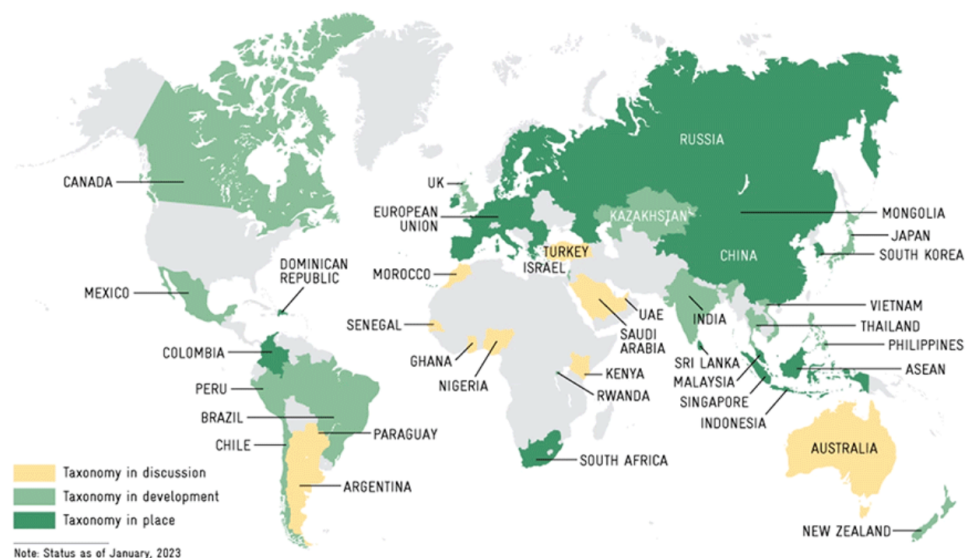 CANADA
MEXICO
DOMINICAN
REPUBLIC
COLOMBIA
PERU
BRAZIL
CHILE
PARAGUAY
ARGENTINA
UK
EUROPEAN
UNION
MOROCCO
SENEGAL
GHANA
NIGERIA
TURKEY
ISRAEL
RUSSIA
KAZAKHSTAN
CHINA
MONGOLIA
JAPAN
SOUTH KOREA
UAE
SAUDI
ARABIA
INDIA
KENYA
RWANDA
SOUTH AFRICA
VIETNAM
THAILAND
PHILIPPINES
SRI LANKA
MALAYSIA
SINGAPORE
INDONESIA
ASEAN
AUSTRALIA
NEW ZEALAND
Taxonomy in discussion
Taxonomy in development
Taxonomy in place
Note: Status as of January, 2023